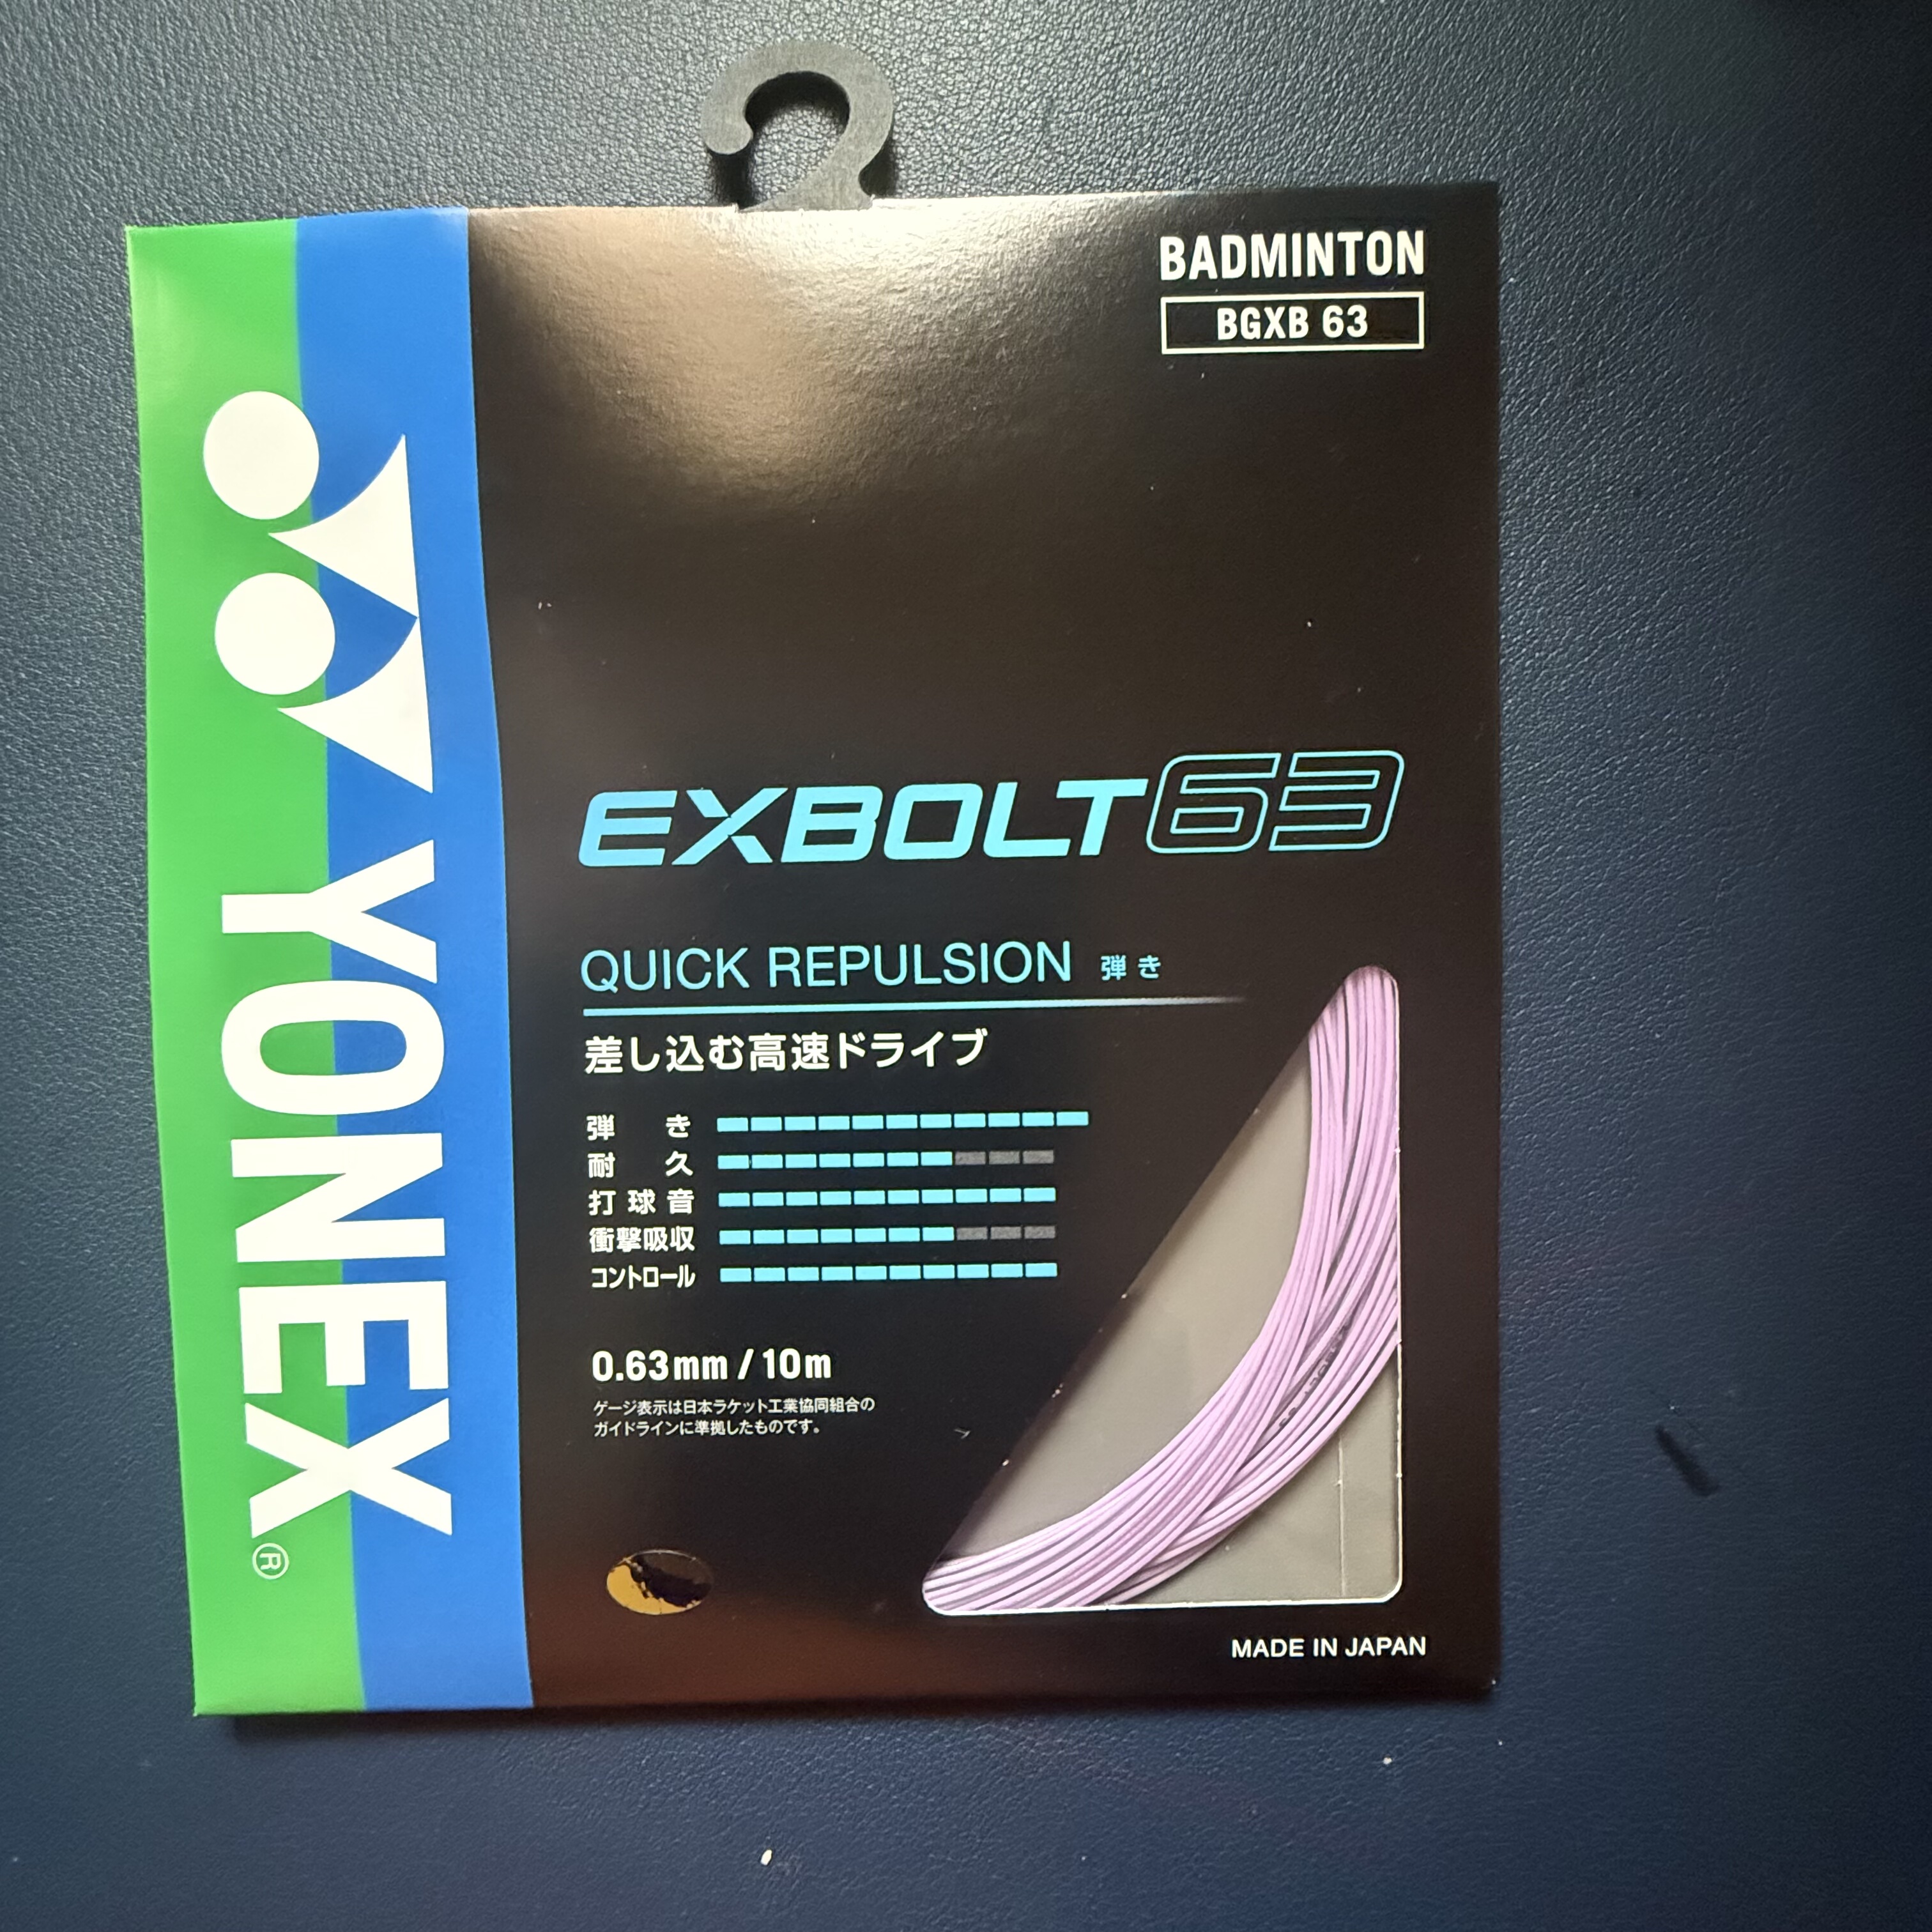 BADMINTON
BGXB 63
YONEX®
EXBOLT63
QUICK REPULSION 弾き
差し込む高速ドライブ
弾き
耐久
打球音
衝撃吸収
コントロール
0.63mm / 10m
ゲージ表示は日本ラケット工業協同組合の
ガイドラインに準拠したものです。
MADE IN JAPAN